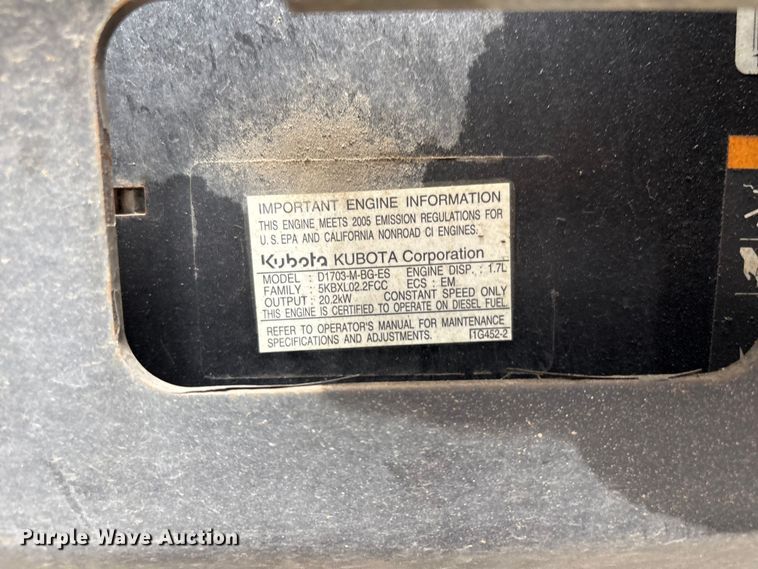 IMPORTANT ENGINE INFORMATION
THIS ENGINE MEETS 2005 EMISSION REGULATIONS FOR
U.S. EPA AND CALIFORNIA NONROAD CI ENGINES.
Kubota KUBOTA Corporation
MODEL : D1703-M-BG-ES ENGINE DISP. : 1.7L
FAMILY : 5KBXL02.2FCC ECS : EM
OUTPUT : 20.2kW CONSTANT SPEED ONLY
THIS ENGINE IS CERTIFIED TO OPERATE ON DIESEL FUEL.
REFER TO OPERATOR'S MANUAL FOR MAINTENANCE
SPECIFICATIONS AND ADJUSTMENTS. 1G452-2
Purple Wave Auction